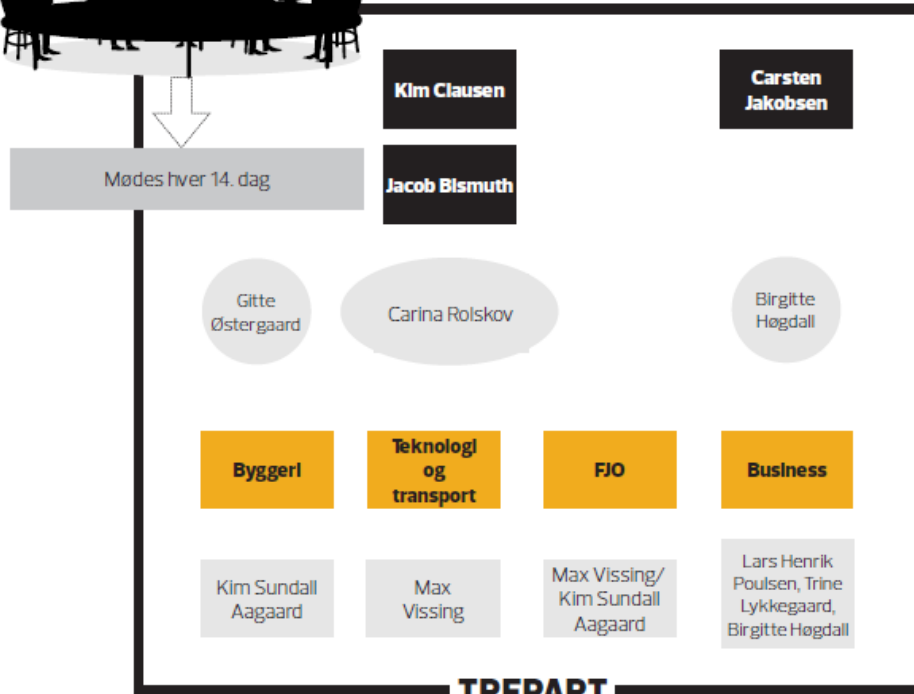 Kim Clausen
Carsten
Jakobsen
Mødes hver 14. dag
Jacob Bismuth
Gitte
Østergaard
Carina Rolskov
Birgitte
Høgdall
Byggeri
Teknologi
og
transport
FJO
Business
Kim Sundall
Aagaard
Max
Vissing
Max Vissing/
Kim Sundall
Aagaard
Lars Henrik
Poulsen, Trine
Lykkegaard,
Birgitte Høgdall
TREPART